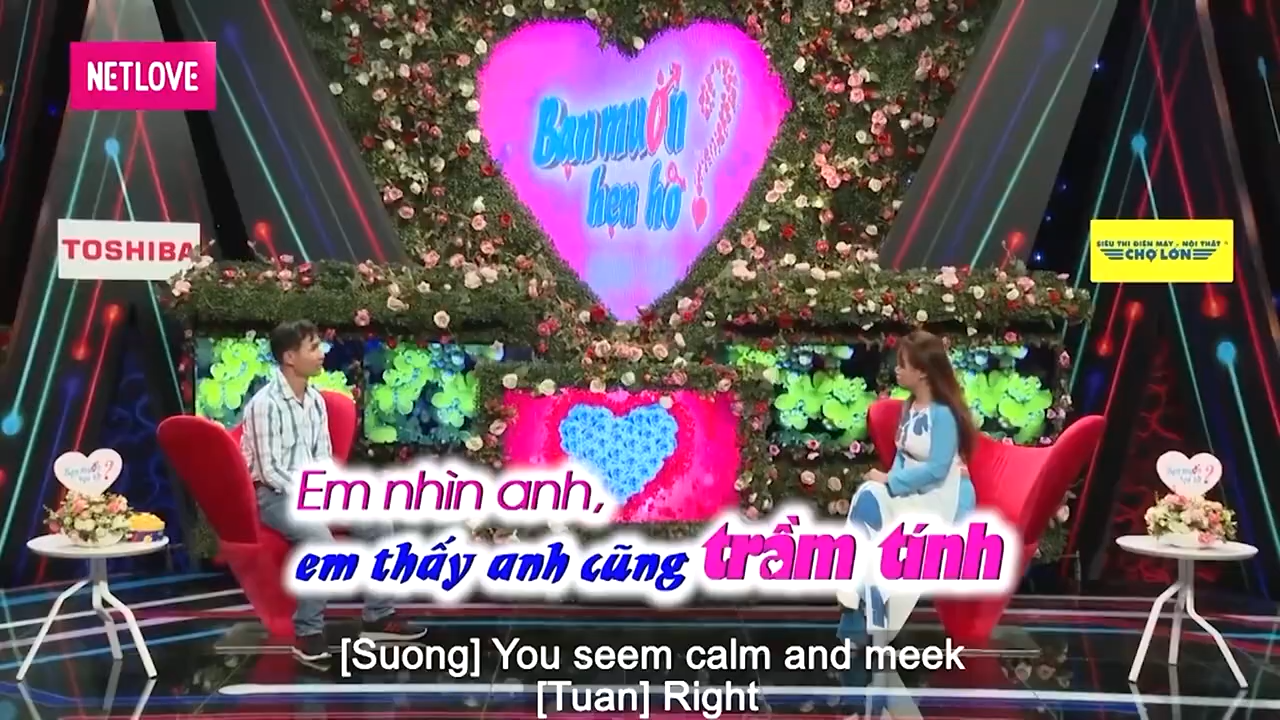 NETLOVE
Bạn muốn
hẹn hò?
TOSHIBA
SIÊU THỊ ĐIỆN MÁY - NỘI THẤT
CHỢ LỚN
Em nhìn anh,
em thấy anh cũng trầm tính
[Suong] You seem calm and meek
[Tuan] Right